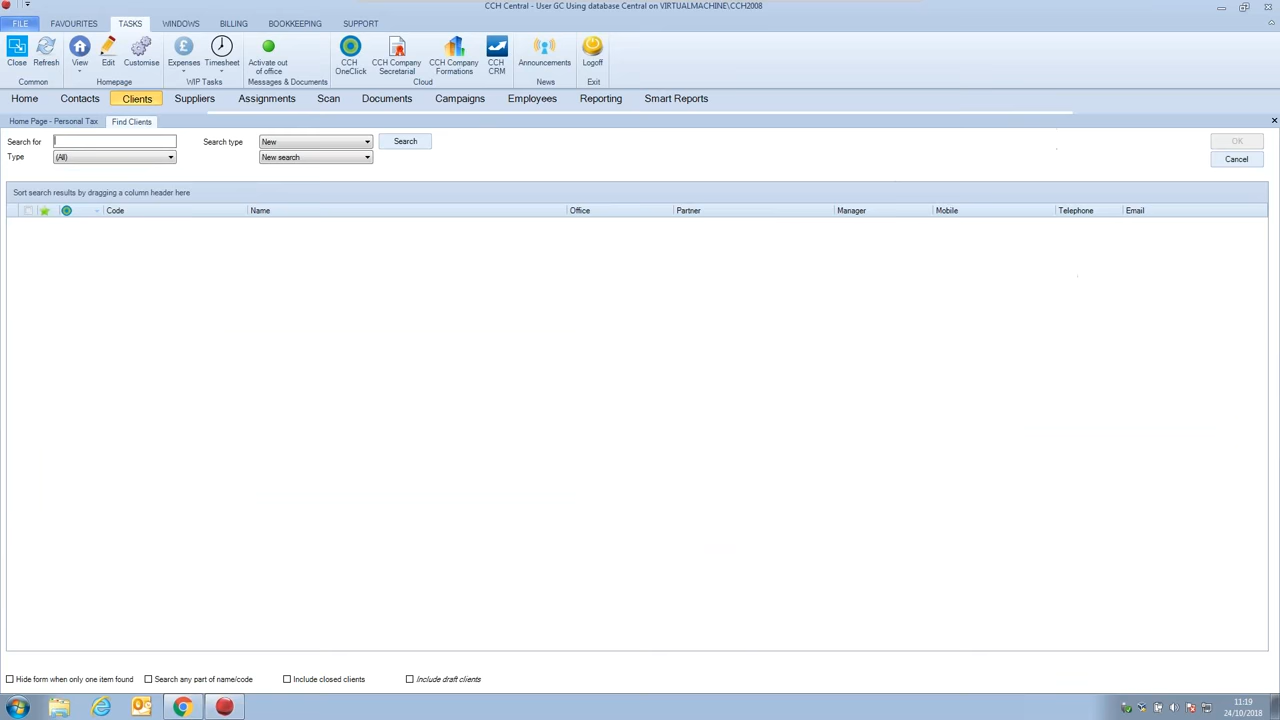 CCH Central - User GC Using database Central on VIRTUALMACHINE\CCH2008
FILE FAVOURITES TASKS WINDOWS BILLING BOOKKEEPING SUPPORT
Close Refresh View Edit Customise Expenses Timesheet Activate out of office CCH OneClick CCH Company Secretarial CCH Company Formations CCH CRM Announcements Logoff
Common Homepage WIP Tasks Messages & Documents Cloud News Exit
Home Contacts Clients Suppliers Assignments Scan Documents Campaigns Employees Reporting Smart Reports
Home Page - Personal Tax Find Clients
Search for Search type New Search OK
Type (All) New search Cancel
Sort search results by dragging a column header here
Code Name Office Partner Manager Mobile Telephone Email
Hide form when only one item found Search any part of name/code Include closed clients Include draft clients
11:19
24/10/2018